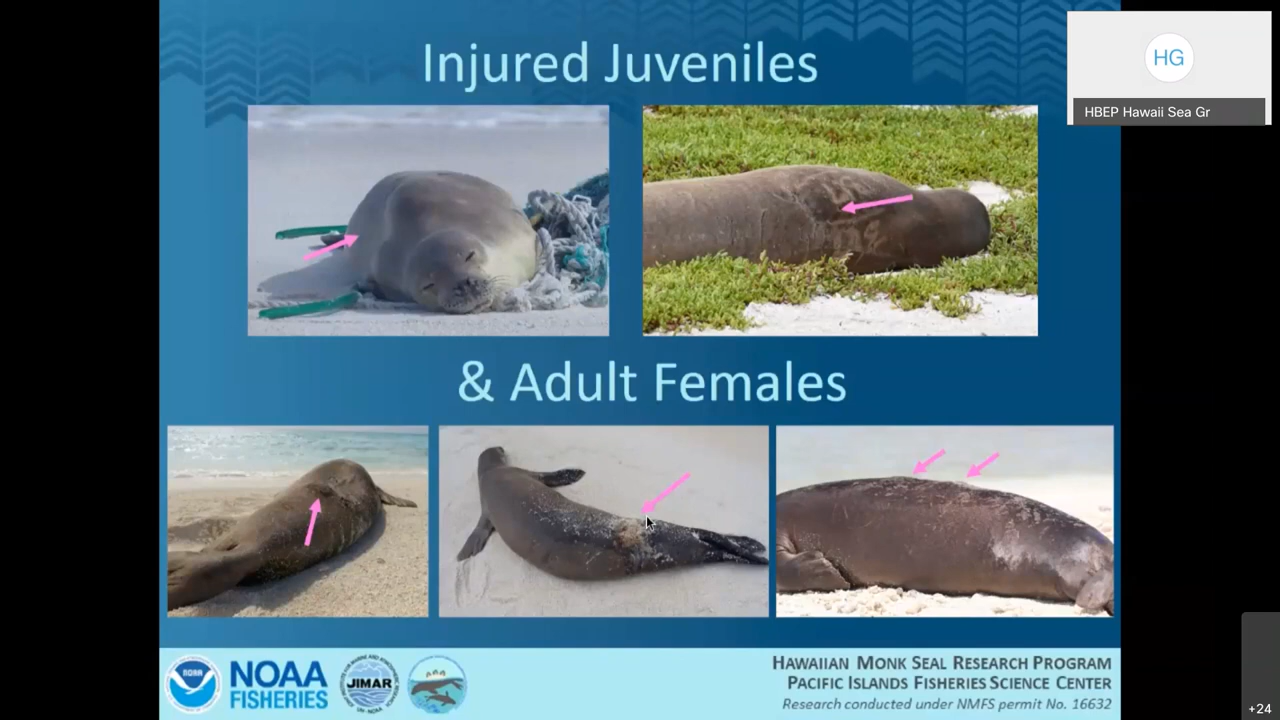 Injured Juveniles
HG
HBEP Hawaii Sea Gr
& Adult Females
NOAA
NOAA
FISHERIES
JIMAR
HAWAIIAN MONK SEAL RESEARCH PROGRAM
PACIFIC ISLANDS FISHERIES SCIENCE CENTER
Research conducted under NMFS permit No. 16632
+24